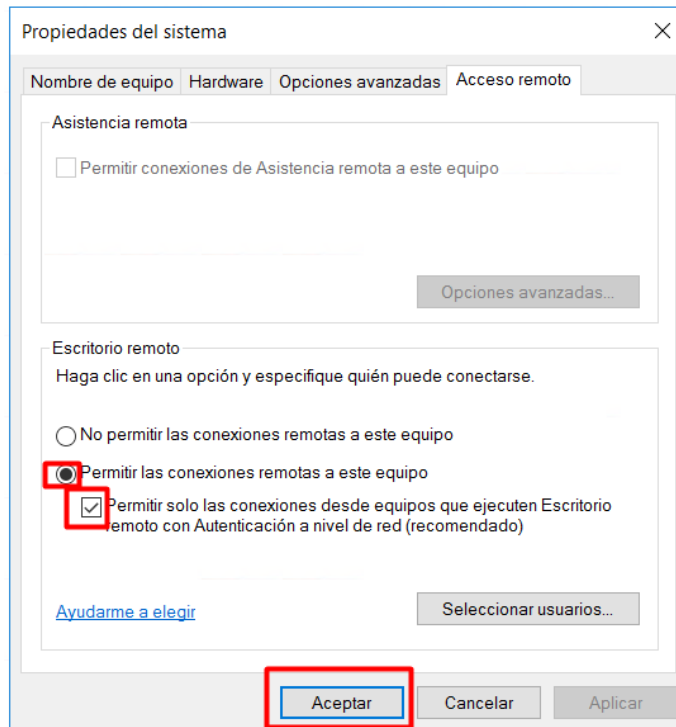 Propiedades del sistema
Nombre de equipo Hardware Opciones avanzadas Acceso remoto
Asistencia remota
Permitir conexiones de Asistencia remota a este equipo
Opciones avanzadas...
Escritorio remoto
Haga clic en una opción y especifique quién puede conectarse.
No permitir las conexiones remotas a este equipo
Permitir las conexiones remotas a este equipo
Permitir solo las conexiones desde equipos que ejecuten Escritorio
remoto con Autenticación a nivel de red (recomendado)
Ayudarme a elegir
Seleccionar usuarios...
Aceptar Cancelar Aplicar